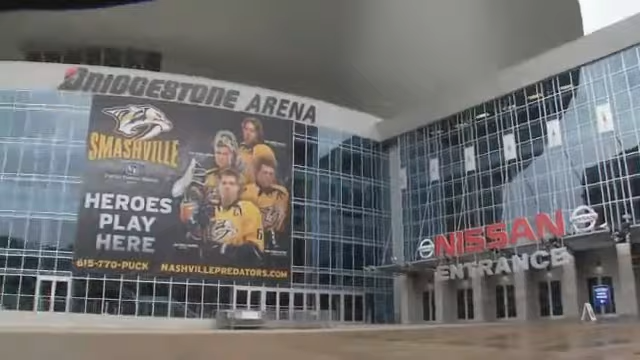 BRIDGESTONE ARENA
SMASHVILLE
HEROES
PLAY
HERE
615-770-PUCK NASHVILLEPREDATORS.COM
NISSAN
ENTRANCE